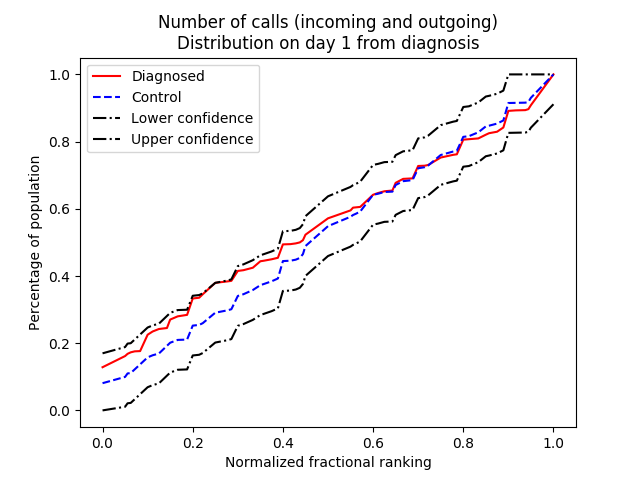 Number of calls (incoming and outgoing)
Distribution on day 1 from diagnosis
Diagnosed
Control
Lower confidence
Upper confidence
Percentage of population
1.0
0.8
0.6
0.4
0.2
0.0
0.0 0.2 0.4 0.6 0.8 1.0
Normalized fractional ranking